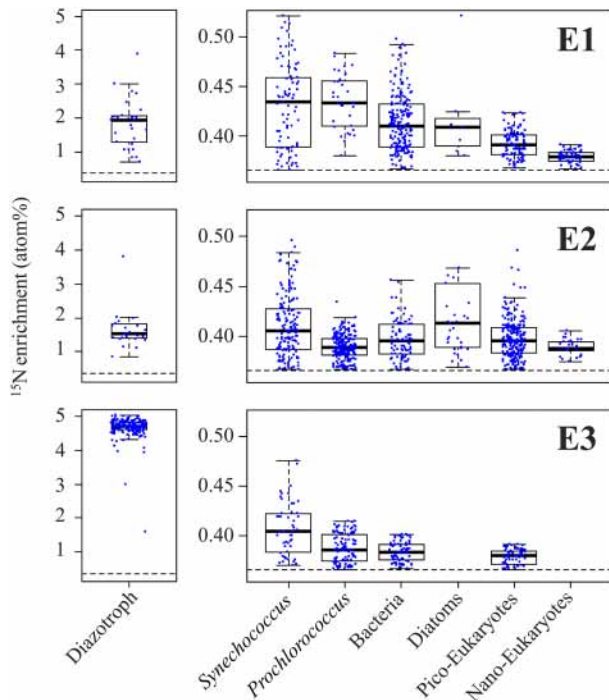 ¹⁵N enrichment (atom%)
5
4
3
2
1
0.50
0.45
0.40
E1
5
4
3
2
1
0.50
0.45
0.40
E2
5
4
3
2
1
0.50
0.40
E3
Diazotroph
Synechococcus
Prochlorococcus
Bacteria
Diatoms
Pico-Eukaryotes
Nano-Eukaryotes